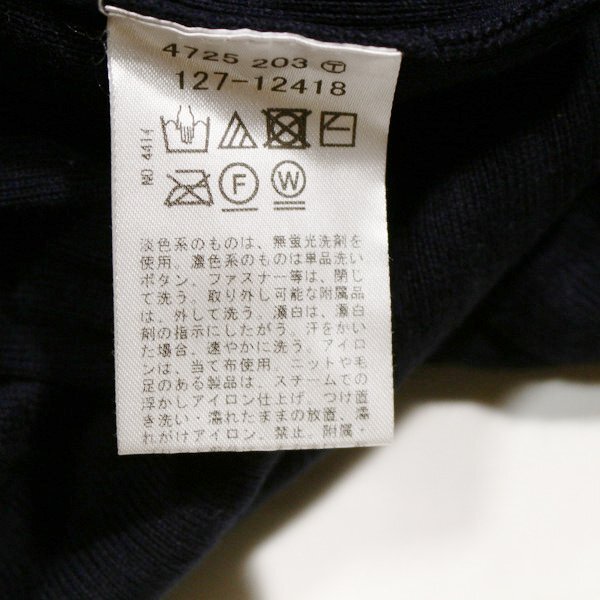 4725 203 Ⓣ
127-12418
NO 4414
F W
淡色系のものは、無蛍光洗剤を
使用。濃色系のものは単品洗い
ボタン、ファスナー等は、閉じ
て洗う。取り外し可能な附属品
は、外して洗う。漂白は、漂白
剤の指示にしたがう。汗をかい
た場合、速やかに洗う。アイロ
ンは、当て布使用。ニットや毛
足のある製品は、スチームでの
浮かしアイロン仕上げ。つけ置
き洗い・濡れたままの放置、濡
れがけアイロン、禁止。附属・